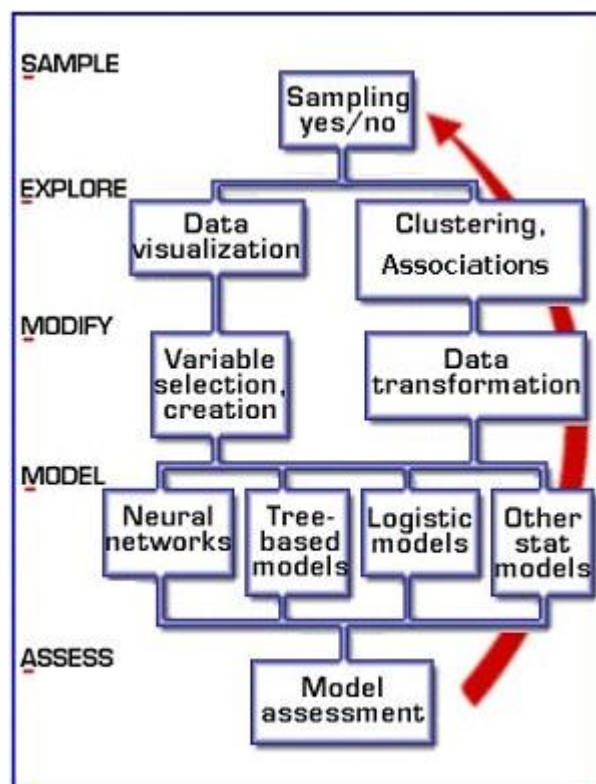 SAMPLE
Sampling
yes/no
EXPLORE
Data
visualization
Clustering,
Associations
MODIFY
Variable
selection,
creation
Data
transformation
MODEL
Neural
networks
Tree-
based
models
Logistic
models
Other
stat
models
ASSESS
Model
assessment